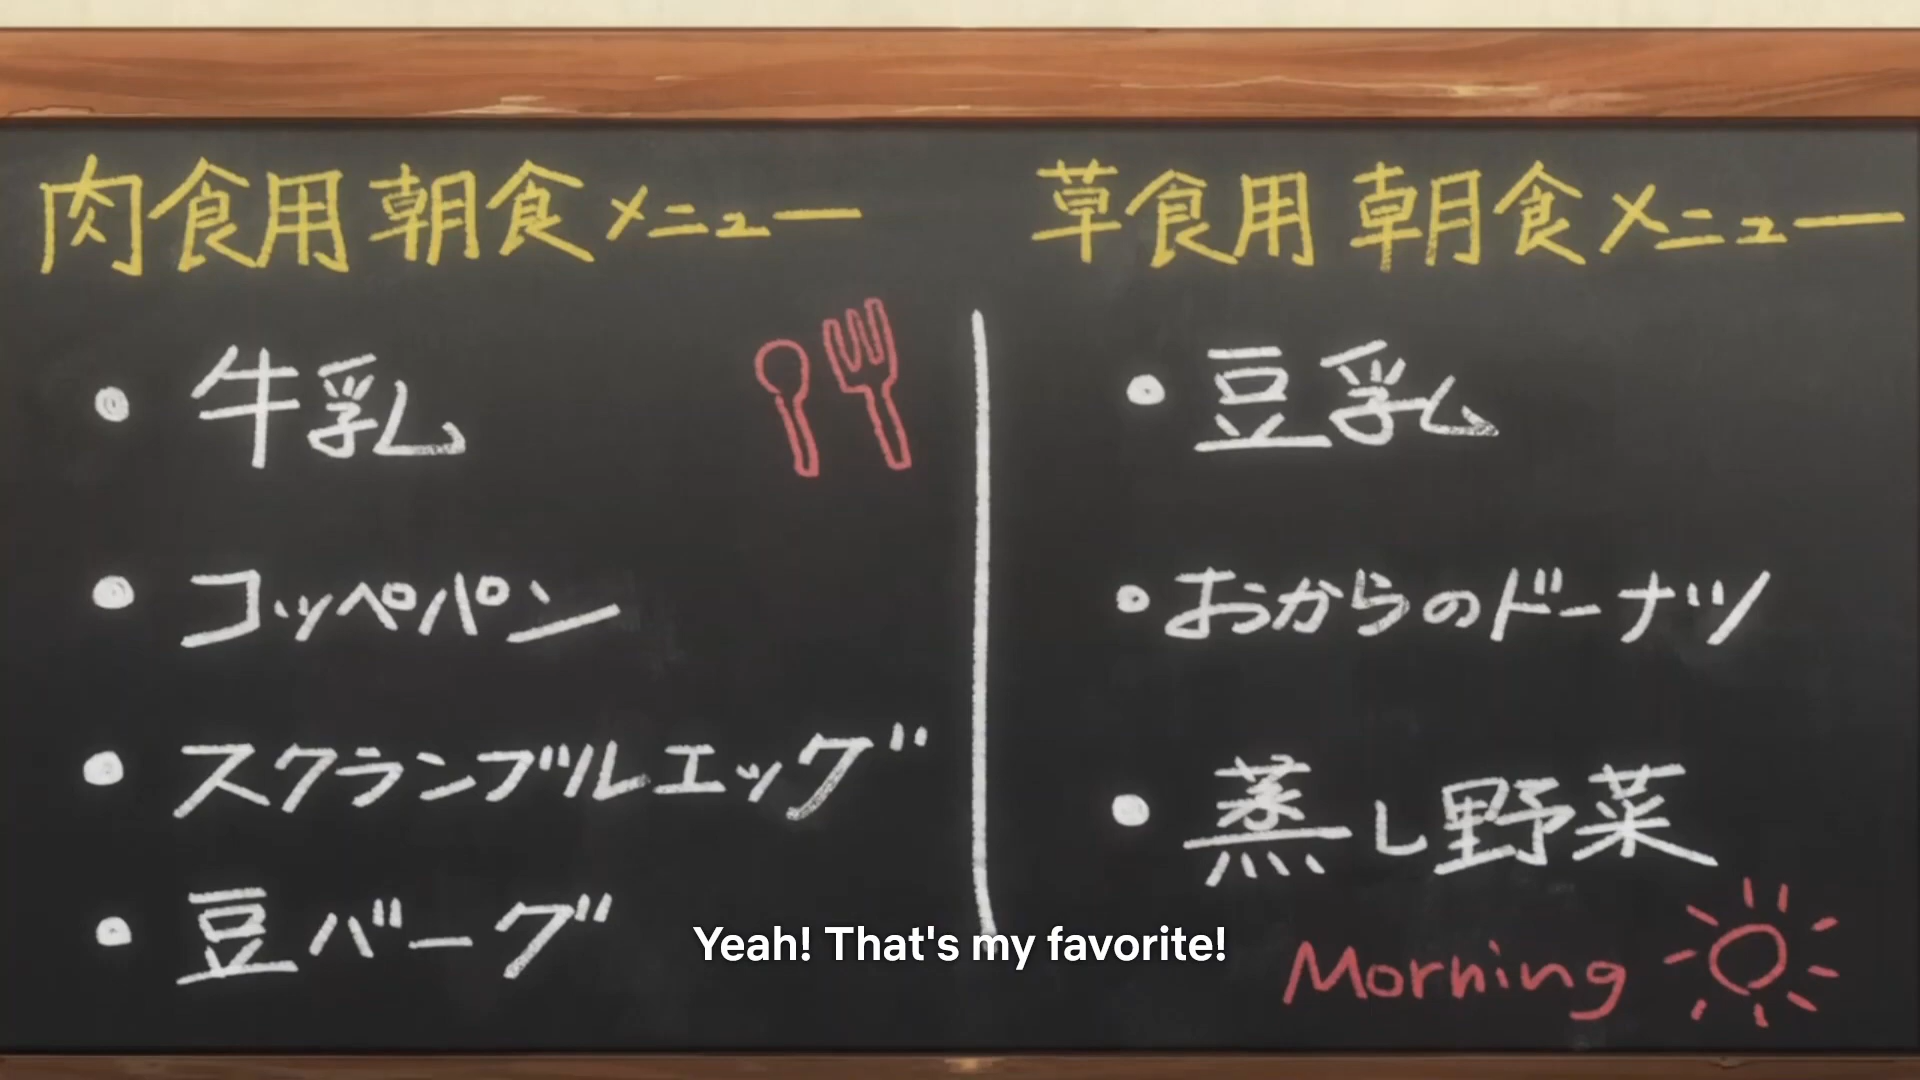 肉食用 朝食メニュー
・牛乳
・コッペパン
・スクランブルエッグ
・豆バーグ
草食用 朝食メニュー
・豆乳
・おからのドーナツ
・蒸し野菜
Morning
Yeah! That's my favorite!